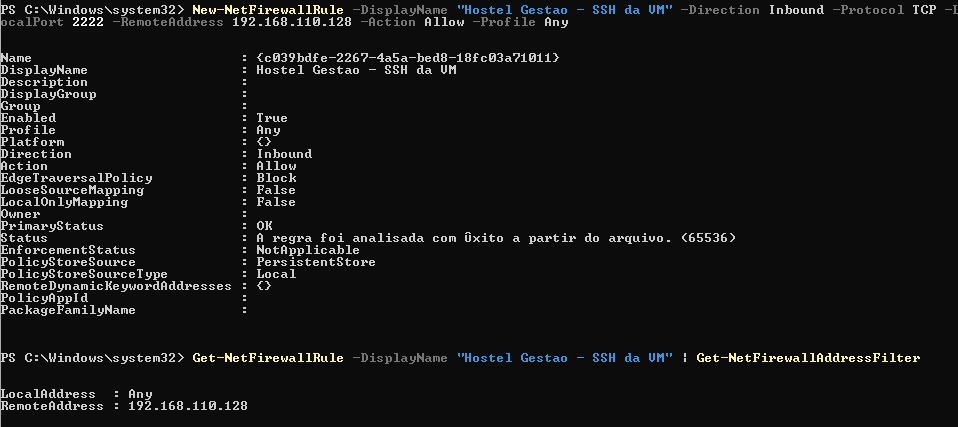 PS C:\Windows\system32> New-NetFirewallRule -DisplayName "Hostel Gestao - SSH da VM" -Direction Inbound -Protocol TCP -L
ocalPort 2222 -RemoteAddress 192.168.110.128 -Action Allow -Profile Any
Name : {c039bdfe-2267-4a5a-bed8-18fc03a71011}
DisplayName : Hostel Gestao - SSH da VM
Description :
DisplayGroup :
Group :
Enabled : True
Profile : Any
Platform : {}
Direction : Inbound
Action : Allow
EdgeTraversalPolicy : Block
LooseSourceMapping : False
LocalOnlyMapping : False
Owner :
PrimaryStatus : OK
Status : A regra foi analisada com Ûxito a partir do arquivo. (65536)
EnforcementStatus : NotApplicable
PolicyStoreSource : PersistentStore
PolicyStoreSourceType : Local
RemoteDynamicKeywordAddresses : {}
PolicyAppId :
PackageFamilyName :
PS C:\Windows\system32> Get-NetFirewallRule -DisplayName "Hostel Gestao - SSH da VM" | Get-NetFirewallAddressFilter
LocalAddress : Any
RemoteAddress : 192.168.110.128